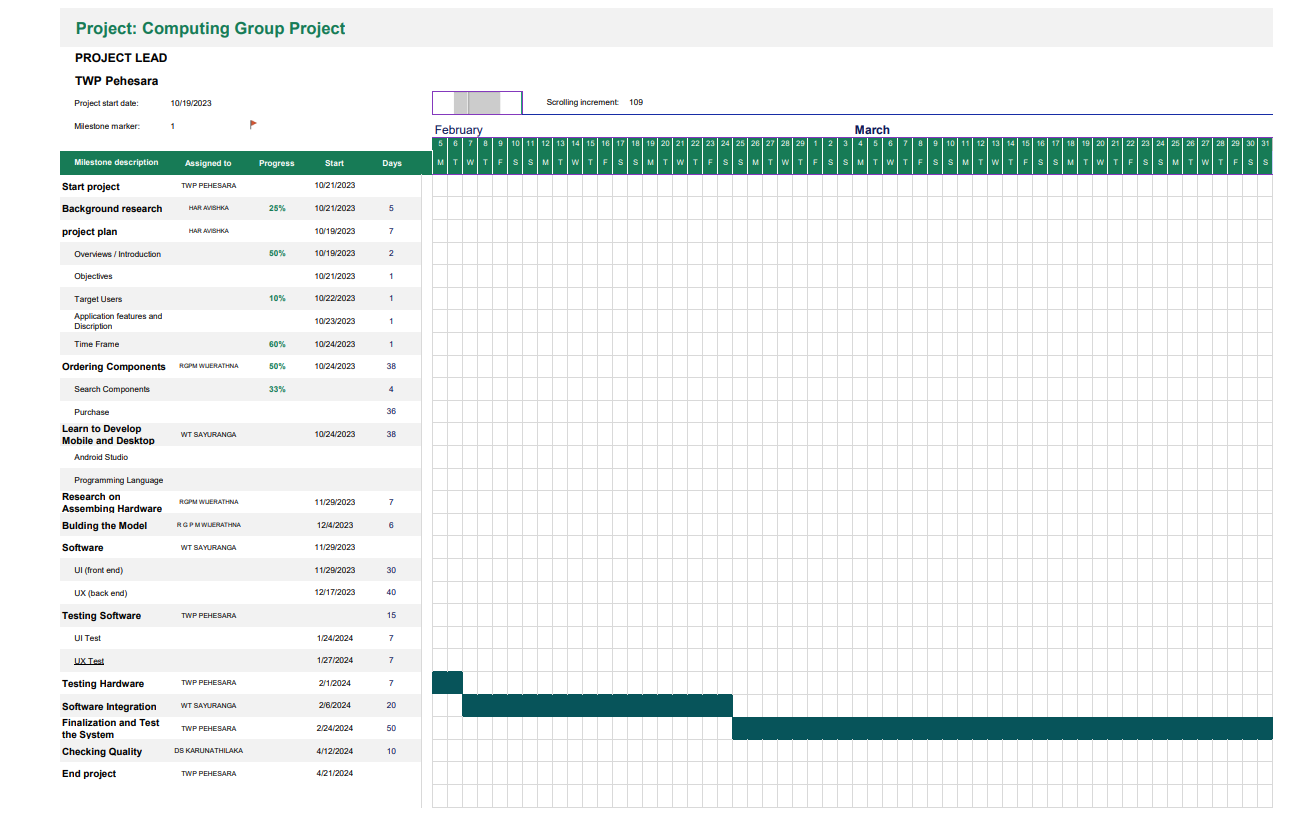 Project: Computing Group Project
PROJECT LEAD
TWP Pehesara
Project start date: 10/19/2023
Scrolling increment: 109
Milestone marker: 1
February March
5 6 7 8 9 10 11 12 13 14 15 16 17 18 19 20 21 22 23 24 25 26 27 28 29 1 2 3 4 5 6 7 8 9 10 11 12 13 14 15 16 17 18 19 20 21 22 23 24 25 26 27 28 29 30 31
Milestone description Assigned to Progress Start Days M T W T F S S M T W T F S S M T W T F S S M T W T F S S M T W T F S S M T W T F S S M T W T F S S M T W T F S S
Start project TWP PEHESARA 10/21/2023
Background research HAR AVISHKA 25% 10/21/2023 5
project plan HAR AVISHKA 10/19/2023 7
Overviews / Introduction 50% 10/19/2023 2
Objectives 10/21/2023 1
Target Users 10% 10/22/2023 1
Application features and
Discription 10/23/2023 1
Time Frame 60% 10/24/2023 1
Ordering Components RGPM WIJERATHNA 50% 10/24/2023 38
Search Components 33% 4
Purchase 36
Learn to Develop
Mobile and Desktop WT SAYURANGA 10/24/2023 38
Android Studio
Programming Language
Research on
Assembing Hardware RGPM WIJERATHNA 11/29/2023 7
Bulding the Model R G P M WIJERATHNA 12/4/2023 6
Software WT SAYURANGA 11/29/2023
UI (front end) 11/29/2023 30
UX (back end) 12/17/2023 40
Testing Software TWP PEHESARA 15
UI Test 1/24/2024 7
UX Test 1/27/2024 7
Testing Hardware TWP PEHESARA 2/1/2024 7
Software Integration WT SAYURANGA 2/6/2024 20
Finalization and Test
the System TWP PEHESARA 2/24/2024 50
Checking Quality DS KARUNATHILAKA 4/12/2024 10
End project TWP PEHESARA 4/21/2024